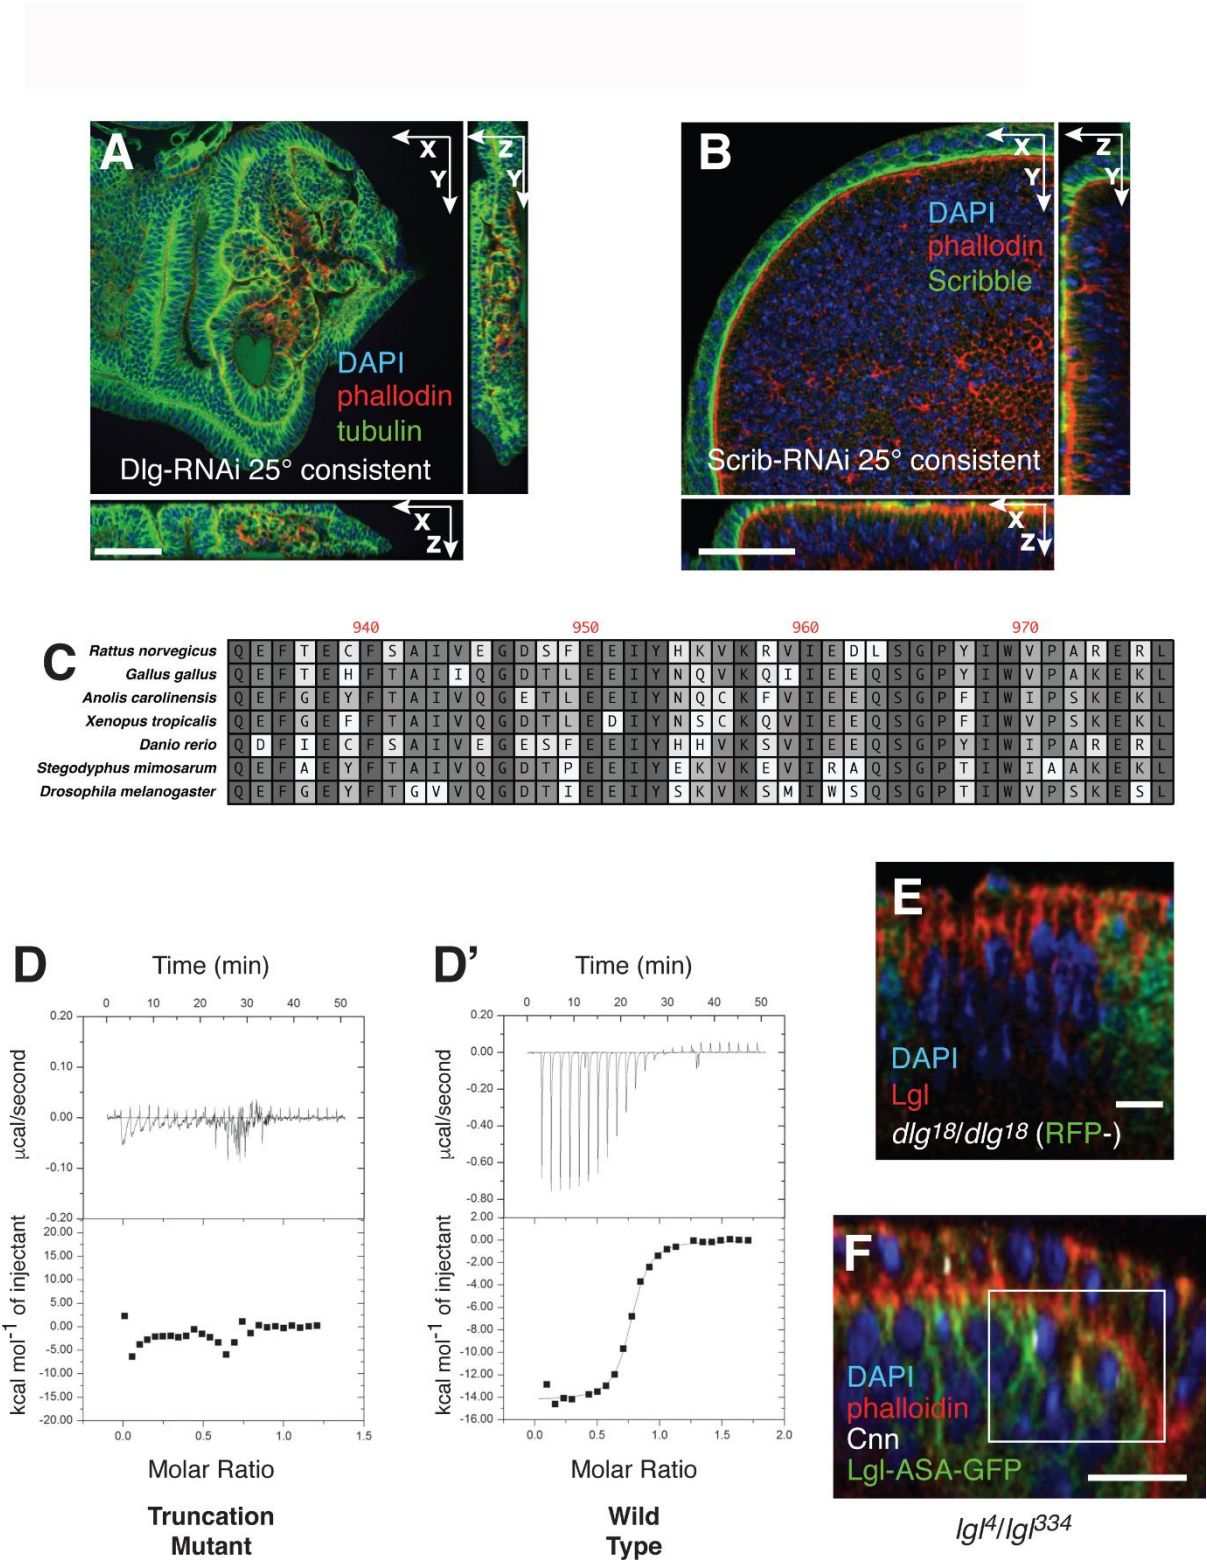 A
X
Y
Z
Y
DAPI
phallodin
tubulin
Dlg-RNAi 25° consistent
X
Z
B
X
Y
Z
Y
DAPI
phallodin
Scribble
Scrib-RNAi 25° consistent
X
Z
C
940 950 960 970
Rattus norvegicus Q E F T E C F S A I V E G D S F E E I Y H K V K R V I E D L S G P Y I W V P A R E R L
Gallus gallus Q E F T E H F T A I I Q G D T L E E I Y N Q V K Q I I E E Q S G P Y I W V P A K E K L
Anolis carolinensis Q E F G E Y F T A I V Q G E T L E E I Y N Q C K F V I E E Q S G P F I W I P S K E K L
Xenopus tropicalis Q E F G E F F T A I V Q G D T L E D I Y N S C K Q V I E E Q S G P F I W V P S K E K L
Danio rerio Q D F I E C F S A I V E G E S F E E I Y H H V K S V I E E Q S G P Y I W I P A R E R L
Stegodyphus mimosarum Q E F A E Y F T A I V Q G D T P E E I Y E K V K E V I R A Q S G P T I W I A A K E K L
Drosophila melanogaster Q E F G E Y F T G V V Q G D T I E E I Y S K V K S M I W S Q S G P T I W V P S K E S L
D
Time (min)
0 10 20 30 40 50
0.20
0.10
0.00
-0.10
-0.20
µcal/second
20.00
15.00
10.00
5.00
0.00
-5.00
-10.00
-15.00
-20.00
kcal mol-1 of injectant
0.0 0.5 1.0 1.5
Molar Ratio
Truncation
Mutant
D'
Time (min)
0 10 20 30 40 50
0.20
0.00
-0.20
-0.40
-0.60
-0.80
µcal/second
2.00
0.00
-2.00
-4.00
-6.00
-8.00
-10.00
-12.00
-14.00
-16.00
kcal mol-1 of injectant
0.0 0.5 1.0 1.5 2.0
Molar Ratio
Wild
Type
E
DAPI
Lgl
dlg18/dlg18 (RFP-)
F
DAPI
phalloidin
Cnn
Lgl-ASA-GFP
lgl4/lgl334